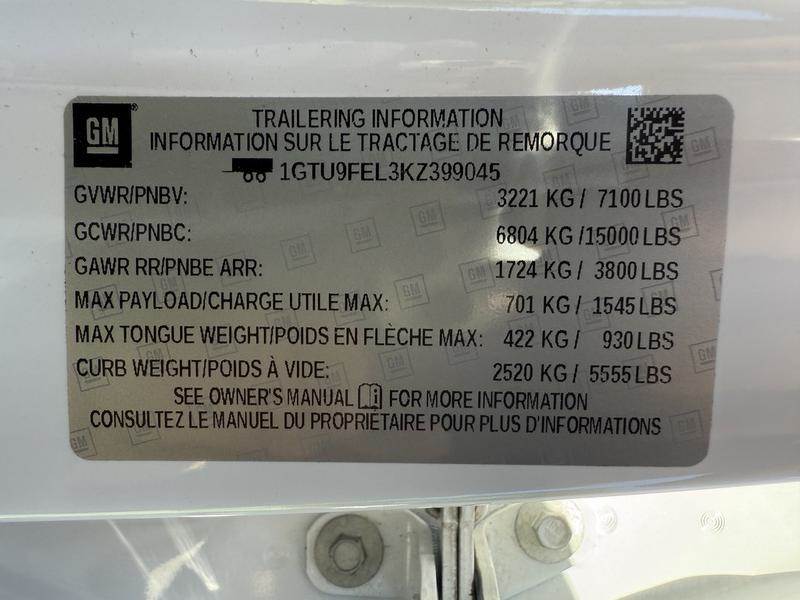 GM
TRAILERING INFORMATION
INFORMATION SUR LE TRACTAGE DE REMORQUE
1GTU9FEL3KZ399045
GVWR/PNBV: 3221 KG / 7100 LBS
GCWR/PNBC: 6804 KG /15000 LBS
GAWR RR/PNBE ARR: 1724 KG / 3800 LBS
MAX PAYLOAD/CHARGE UTILE MAX: 701 KG / 1545 LBS
MAX TONGUE WEIGHT/POIDS EN FLÈCHE MAX: 422 KG / 930 LBS
CURB WEIGHT/POIDS À VIDE: 2520 KG / 5555 LBS
SEE OWNER'S MANUAL FOR MORE INFORMATION
CONSULTEZ LE MANUEL DU PROPRIÉTAIRE POUR PLUS D'INFORMATIONS